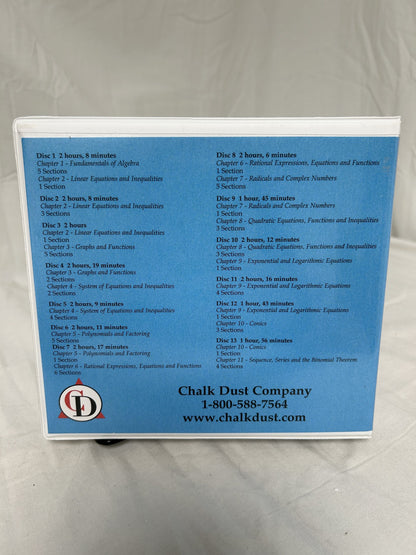 Disc 1 2 hours, 8 minutes
Chapter 1 - Fundamentals of Algebra
5 Sections
Chapter 2 - Linear Equations and Inequalities
1 Section
Disc 2 2 hours, 8 minutes
Chapter 2 - Linear Equations and Inequalities
3 Sections
Disc 3 2 hours
Chapter 2 - Linear Equations and Inequalities
1 Section
Chapter 3 - Graphs and Functions
5 Sections
Disc 4 2 hours, 19 minutes
Chapter 3 - Graphs and Functions
2 Sections
Chapter 4 - System of Equations and Inequalities
2 Sections
Disc 5 2 hours, 9 minutes
Chapter 4 - System of Equations and Inequalities
4 Sections
Disc 6 2 hours, 11 minutes
Chapter 5 - Polynomials and Factoring
5 Sections
Disc 7 2 hours, 17 minutes
Chapter 5 - Polynomials and Factoring
1 Section
Chapter 6 - Rational Expressions, Equations and Functions
6 Sections
Disc 8 2 hours, 6 minutes
Chapter 6 - Rational Expressions, Equations and Functions
1 Section
Chapter 7 - Radicals and Complex Numbers
5 Sections
Disc 9 1 hour, 45 minutes
Chapter 7 - Radicals and Complex Numbers
1 Section
Chapter 8 - Quadratic Equations, Functions and Inequalities
3 Sections
Disc 10 2 hours, 12 minutes
Chapter 8 - Quadratic Equations, Functions and Inequalities
3 Sections
Chapter 9 - Exponential and Logarithmic Equations
1 Section
Disc 11 2 hours, 16 minutes
Chapter 9 - Exponential and Logarithmic Equations
4 Sections
Disc 12 1 hour, 43 minutes
Chapter 9 - Exponential and Logarithmic Equations
1 Section
Chapter 10 - Conics
3 Sections
Disc 13 1 hour, 56 minutes
Chapter 10 - Conics
1 Section
Chapter 11 - Sequence, Series and the Binomial Theorem
4 Sections
CD
Chalk Dust Company
1-800-588-7564
www.chalkdust.com